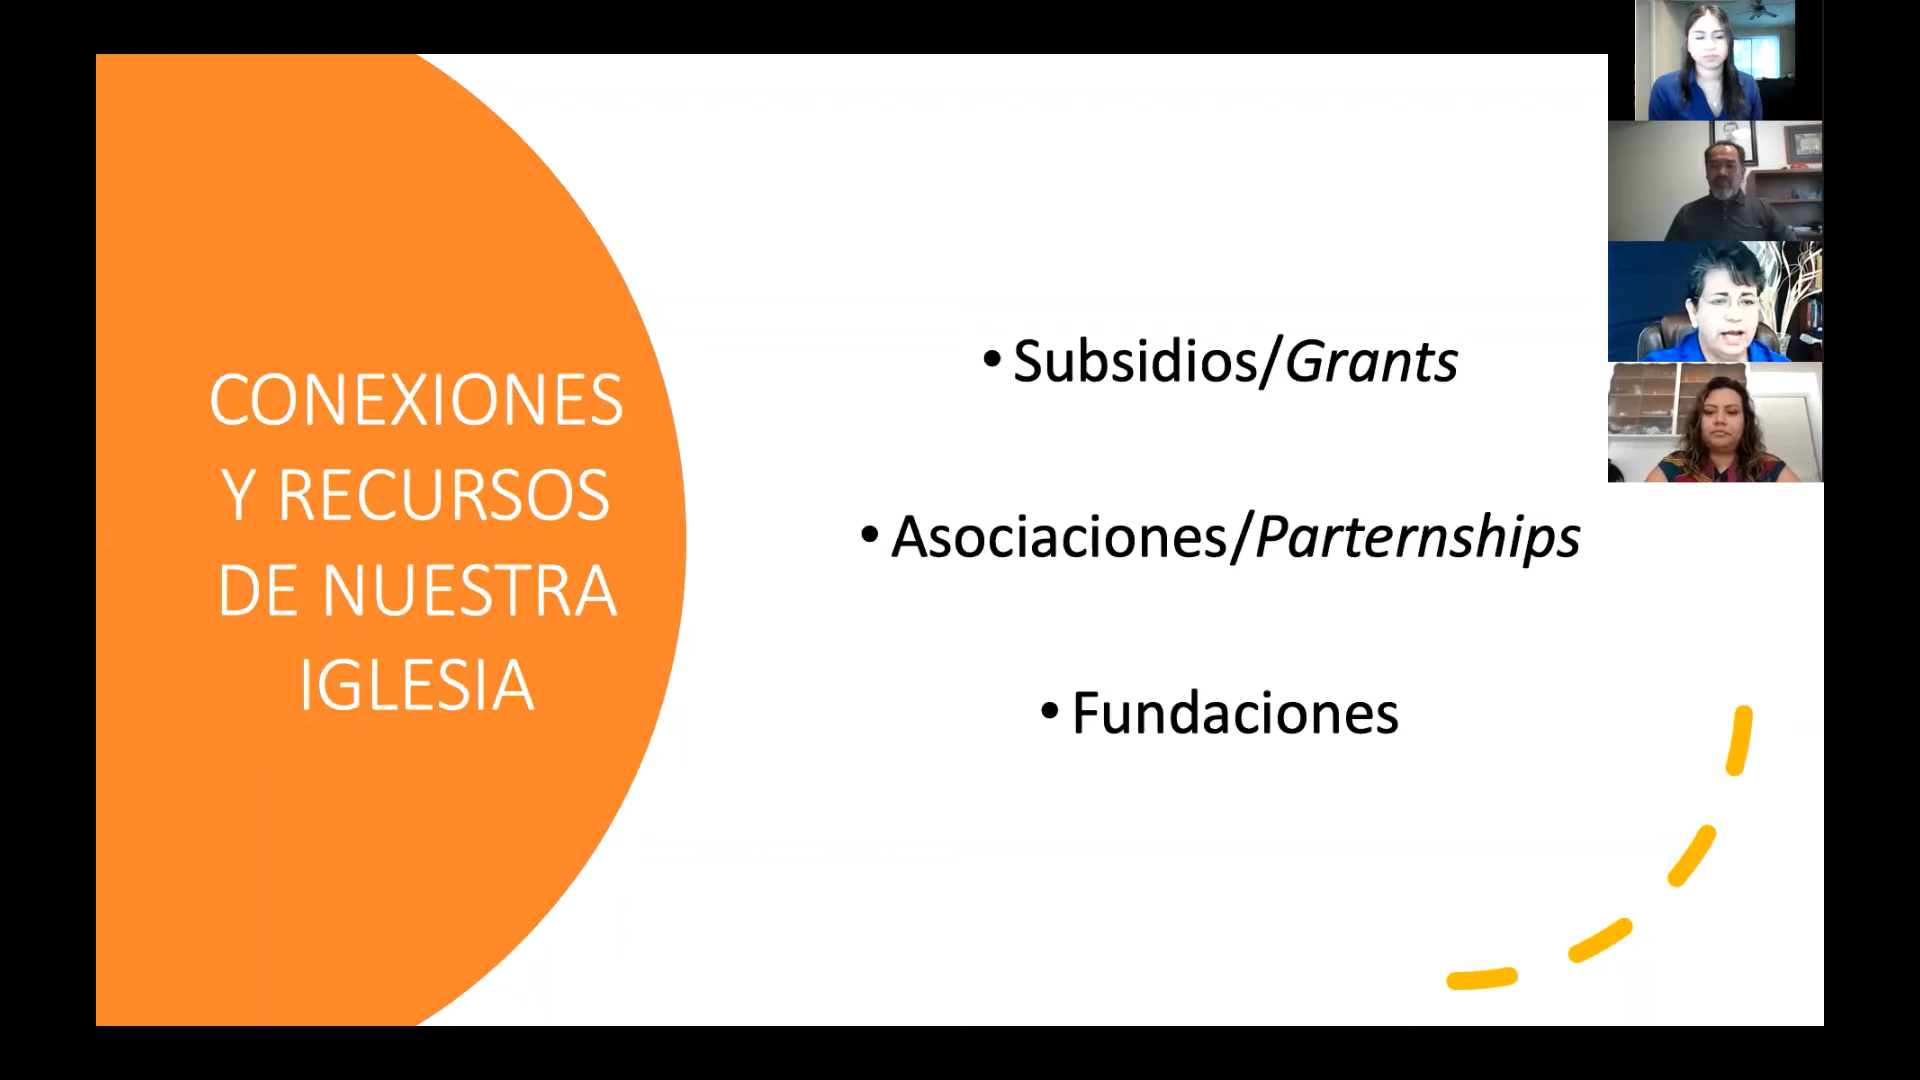 CONEXIONES
Y RECURSOS
DE NUESTRA
IGLESIA
• Subsidios/Grants
• Asociaciones/Parternships
• Fundaciones